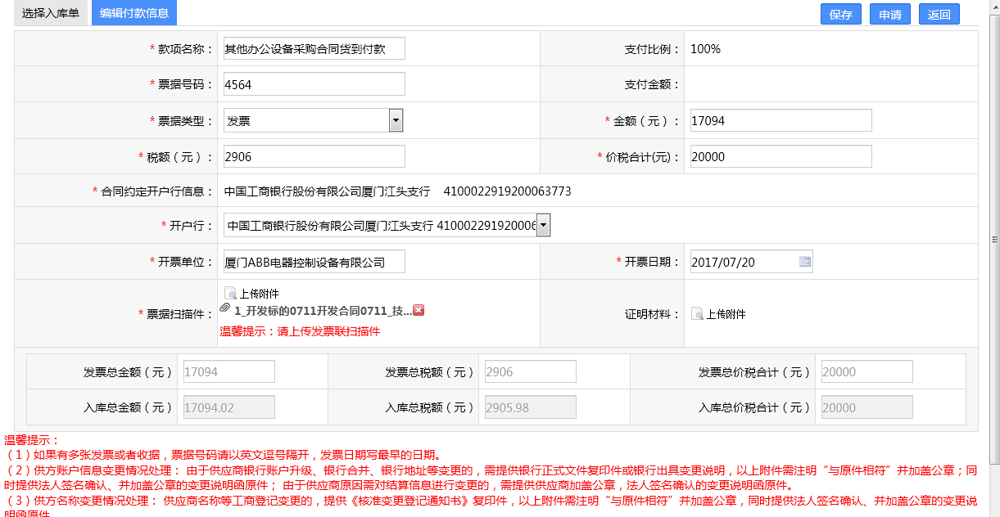 选择入库单 编辑付款信息 保存 申请 返回
* 款项名称： 其他办公设备采购合同货到付款 支付比例： 100%
* 票据号码： 4564 支付金额：
* 票据类型： 发票 * 金额（元）： 17094
* 税额（元）： 2906 * 价税合计(元)： 20000
* 合同约定开户行信息： 中国工商银行股份有限公司厦门江头支行 4100022919200063773
* 开户行： 中国工商银行股份有限公司厦门江头支行 410002291920006
* 开票单位： 厦门ABB电器控制设备有限公司 * 开票日期： 2017/07/20
上传附件
* 票据扫描件： 1_开发标的0711开发合同0711_技... 证明材料： 上传附件
温馨提示：请上传发票联扫描件
发票总金额（元） 17094 发票总税额（元） 2906 发票总价税合计（元） 20000
入库总金额（元） 17094.02 入库总税额（元） 2905.98 入库总价税合计（元） 20000
温馨提示：
（1）如果有多张发票或者收据，票据号码请以英文逗号隔开，发票日期写最早的日期。
（2）供方账户信息变更情况处理： 由于供应商银行账户升级、银行合并、银行地址等变更的，需提供银行正式文件复印件或银行出具变更说明，以上附件需注明“与原件相符”并加盖公章；同
时提供法人签名确认、并加盖公章的变更说明函原件； 由于供应商原因需对结算信息进行变更的，需提供供应商加盖公章，法人签名确认的变更说明函原件。
（3）供方名称变更情况处理： 供应商名称等工商登记变更的，提供《核准变更登记通知书》复印件，以上附件需注明“与原件相符”并加盖公章，同时提供法人签名确认、并加盖公章的变更说
明函原件